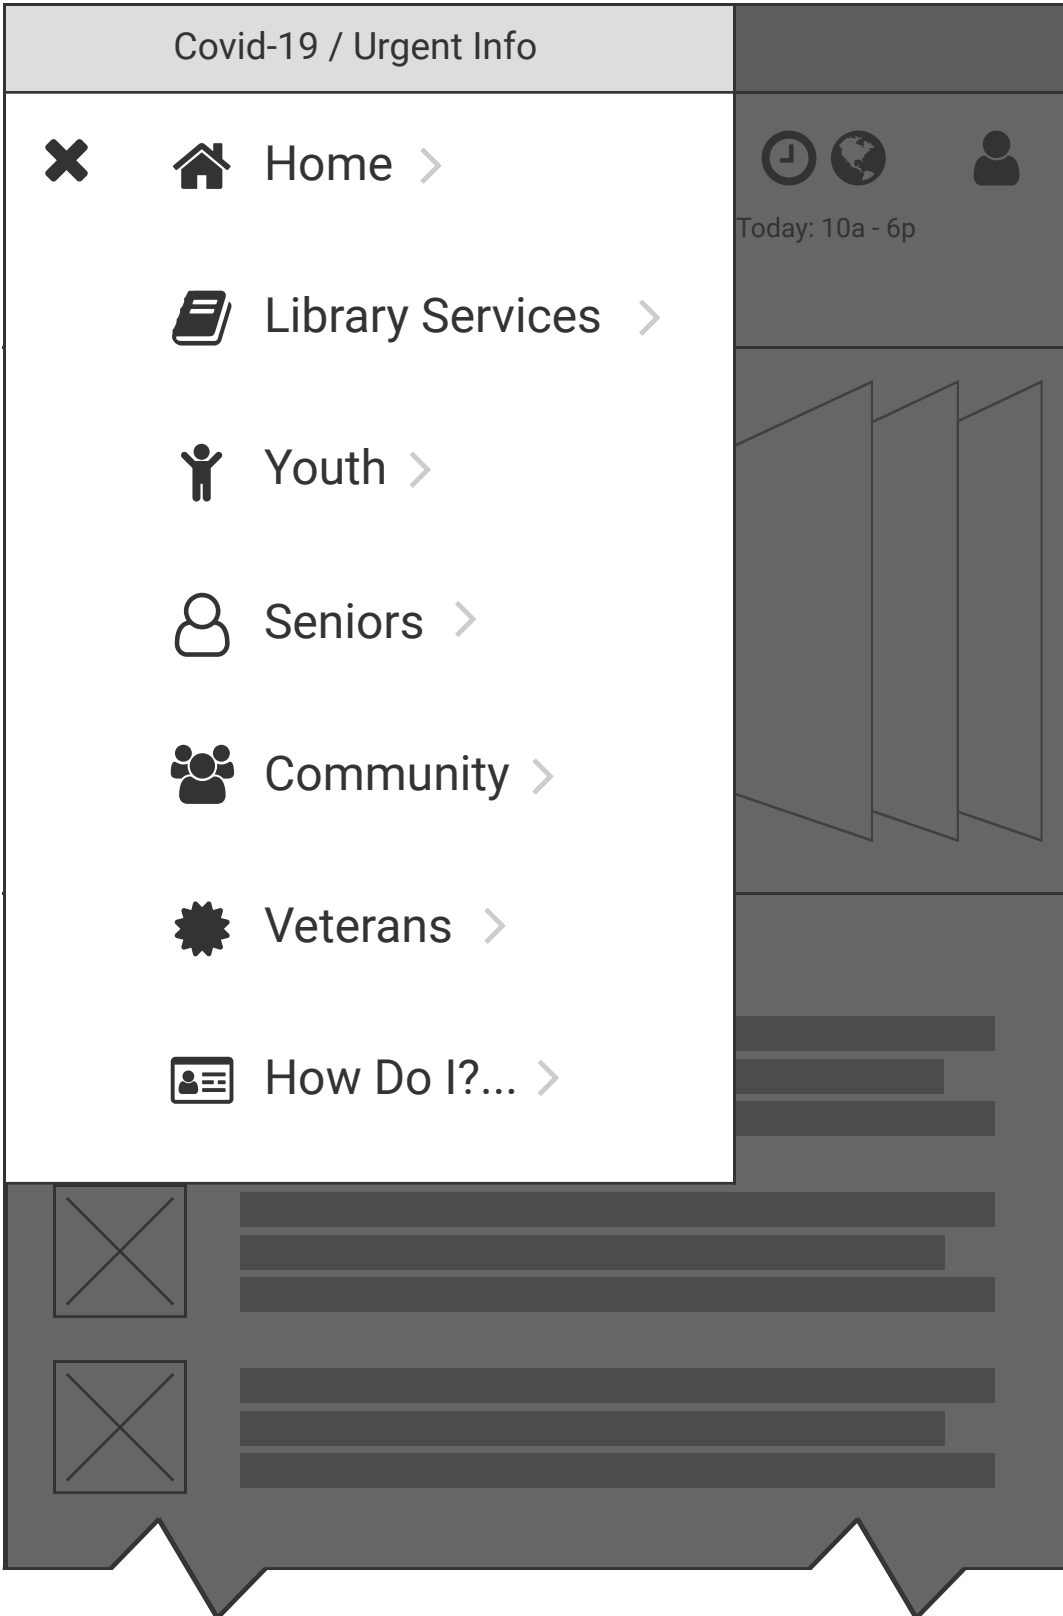 Covid-19 / Urgent Info
Home
Today: 10a - 6p
Library Services
Youth
Seniors
Community
Veterans
How Do I?...